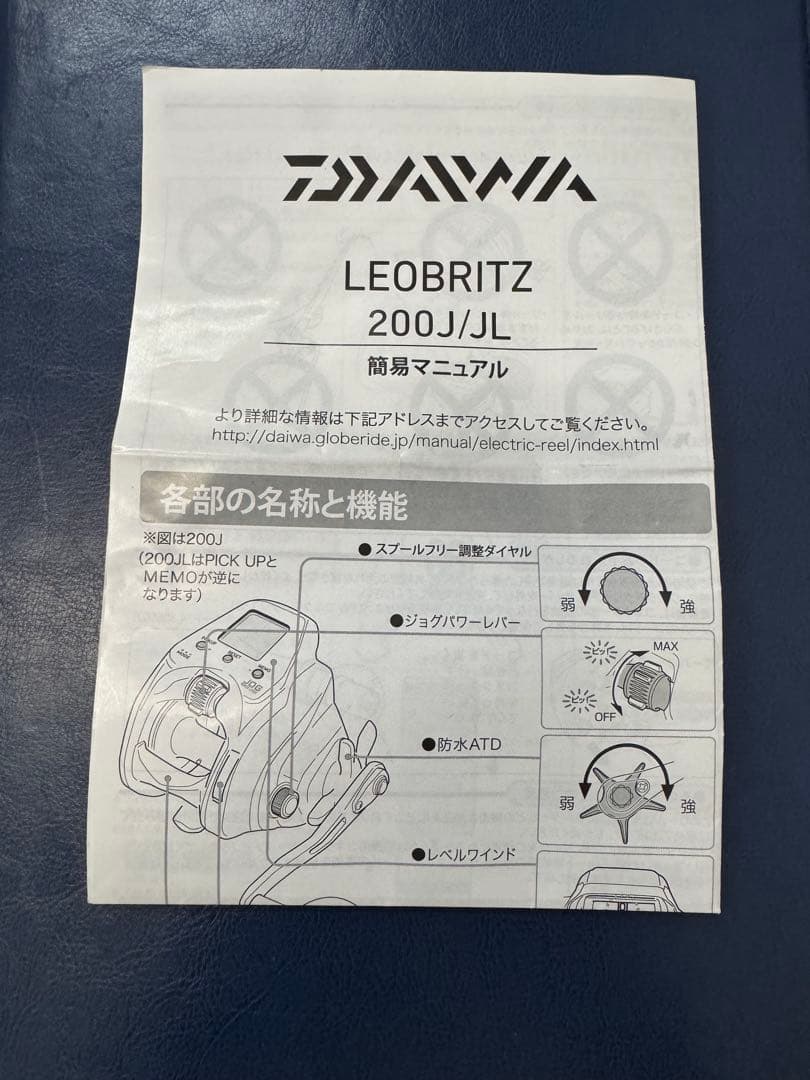 DAIWA
LEOBRITZ
200J/JL
簡易マニュアル
より詳細な情報は下記アドレスまでアクセスしてご覧ください。
http://daiwa.globeride.jp/manual/electric-reel/index.html
各部の名称と機能
※図は200J
(200JLはPICK UPと
MEMOが逆に
なります)
●スプールフリー調整ダイヤル
弱 強
●ジョグパワーレバー
ピッ! MAX
ピッ! OFF
JOG
●防水ATD
弱 強
●レベルワインド